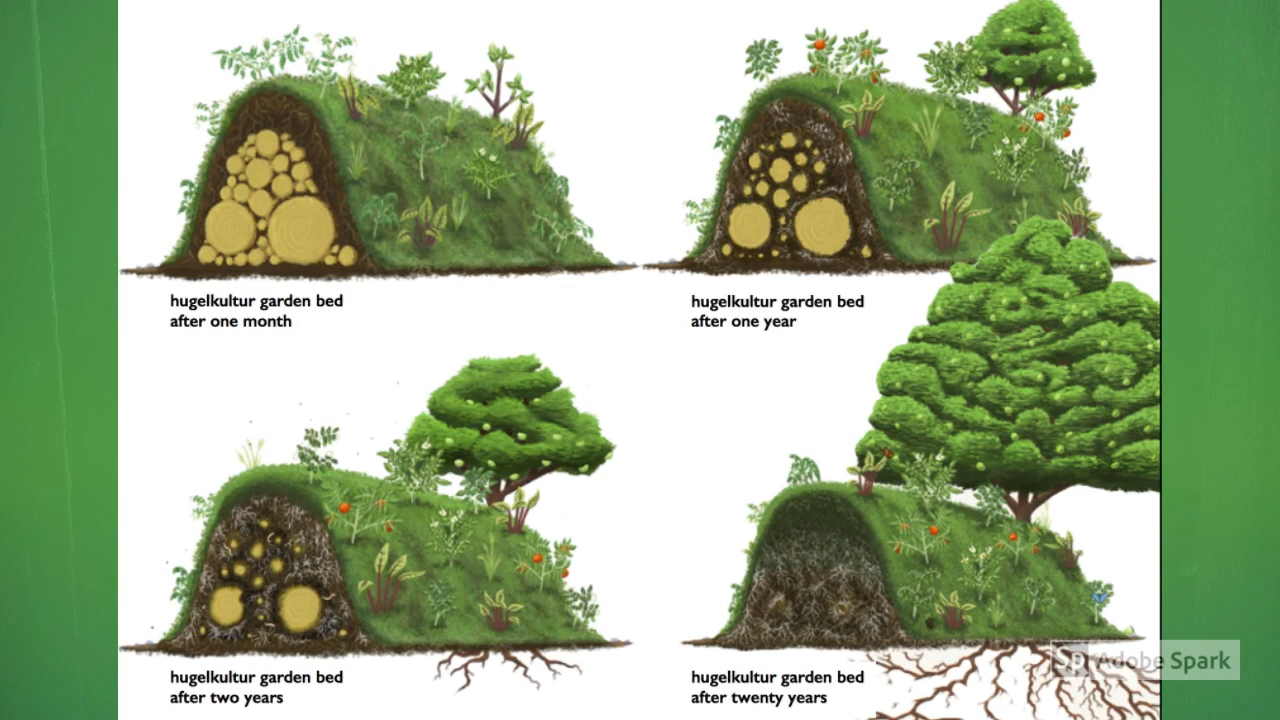 hugelkultur garden bed
after one month
hugelkultur garden bed
after one year
hugelkultur garden bed
after two years
hugelkultur garden bed
after twenty years
Sp Adobe Spark